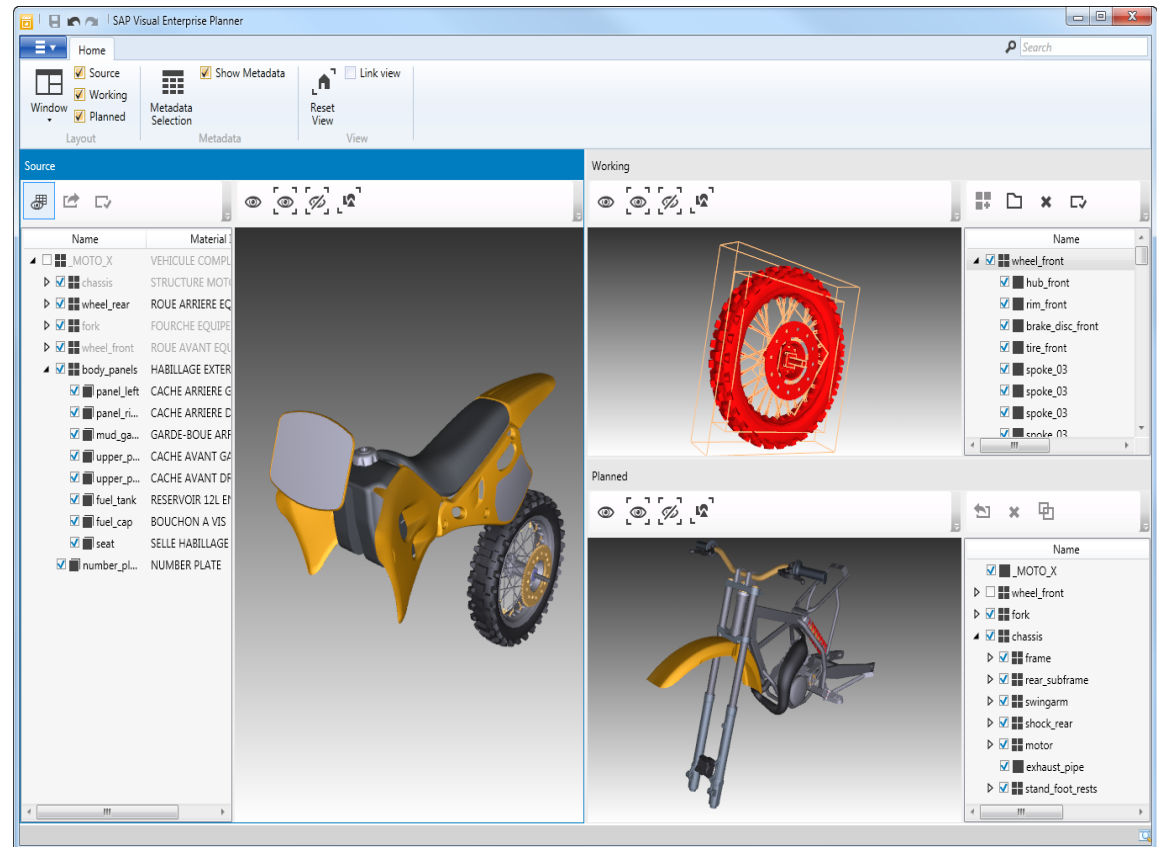 SAP Visual Enterprise Planner
Home
Search
Source
Working
Planned
Window
Layout
Metadata Selection
Show Metadata
Metadata
Reset View
Link view
View
Source
Name Material
_MOTO_X VEHICULE COMPL
chassis STRUCTURE MOT
wheel_rear ROUE ARRIERE EQ
fork FOURCHE EQUIPE
wheel_front ROUE AVANT EQU
body_panels HABILLAGE EXTER
panel_left CACHE ARRIERE G
panel_ri... CACHE ARRIERE D
mud_ga... GARDE-BOUE ARR
upper_p... CACHE AVANT GA
upper_p... CACHE AVANT DR
fuel_tank RESERVOIR 12L E
fuel_cap BOUCHON A VIS
seat SELLE HABILLAGE
number_pl... NUMBER PLATE
Working
Name
wheel_front
hub_front
rim_front
brake_disc_front
tire_front
spoke_03
spoke_03
spoke_03
spoke_03
Planned
Name
_MOTO_X
wheel_front
fork
chassis
frame
rear_subframe
swingarm
shock_rear
motor
exhaust_pipe
stand_foot_rests